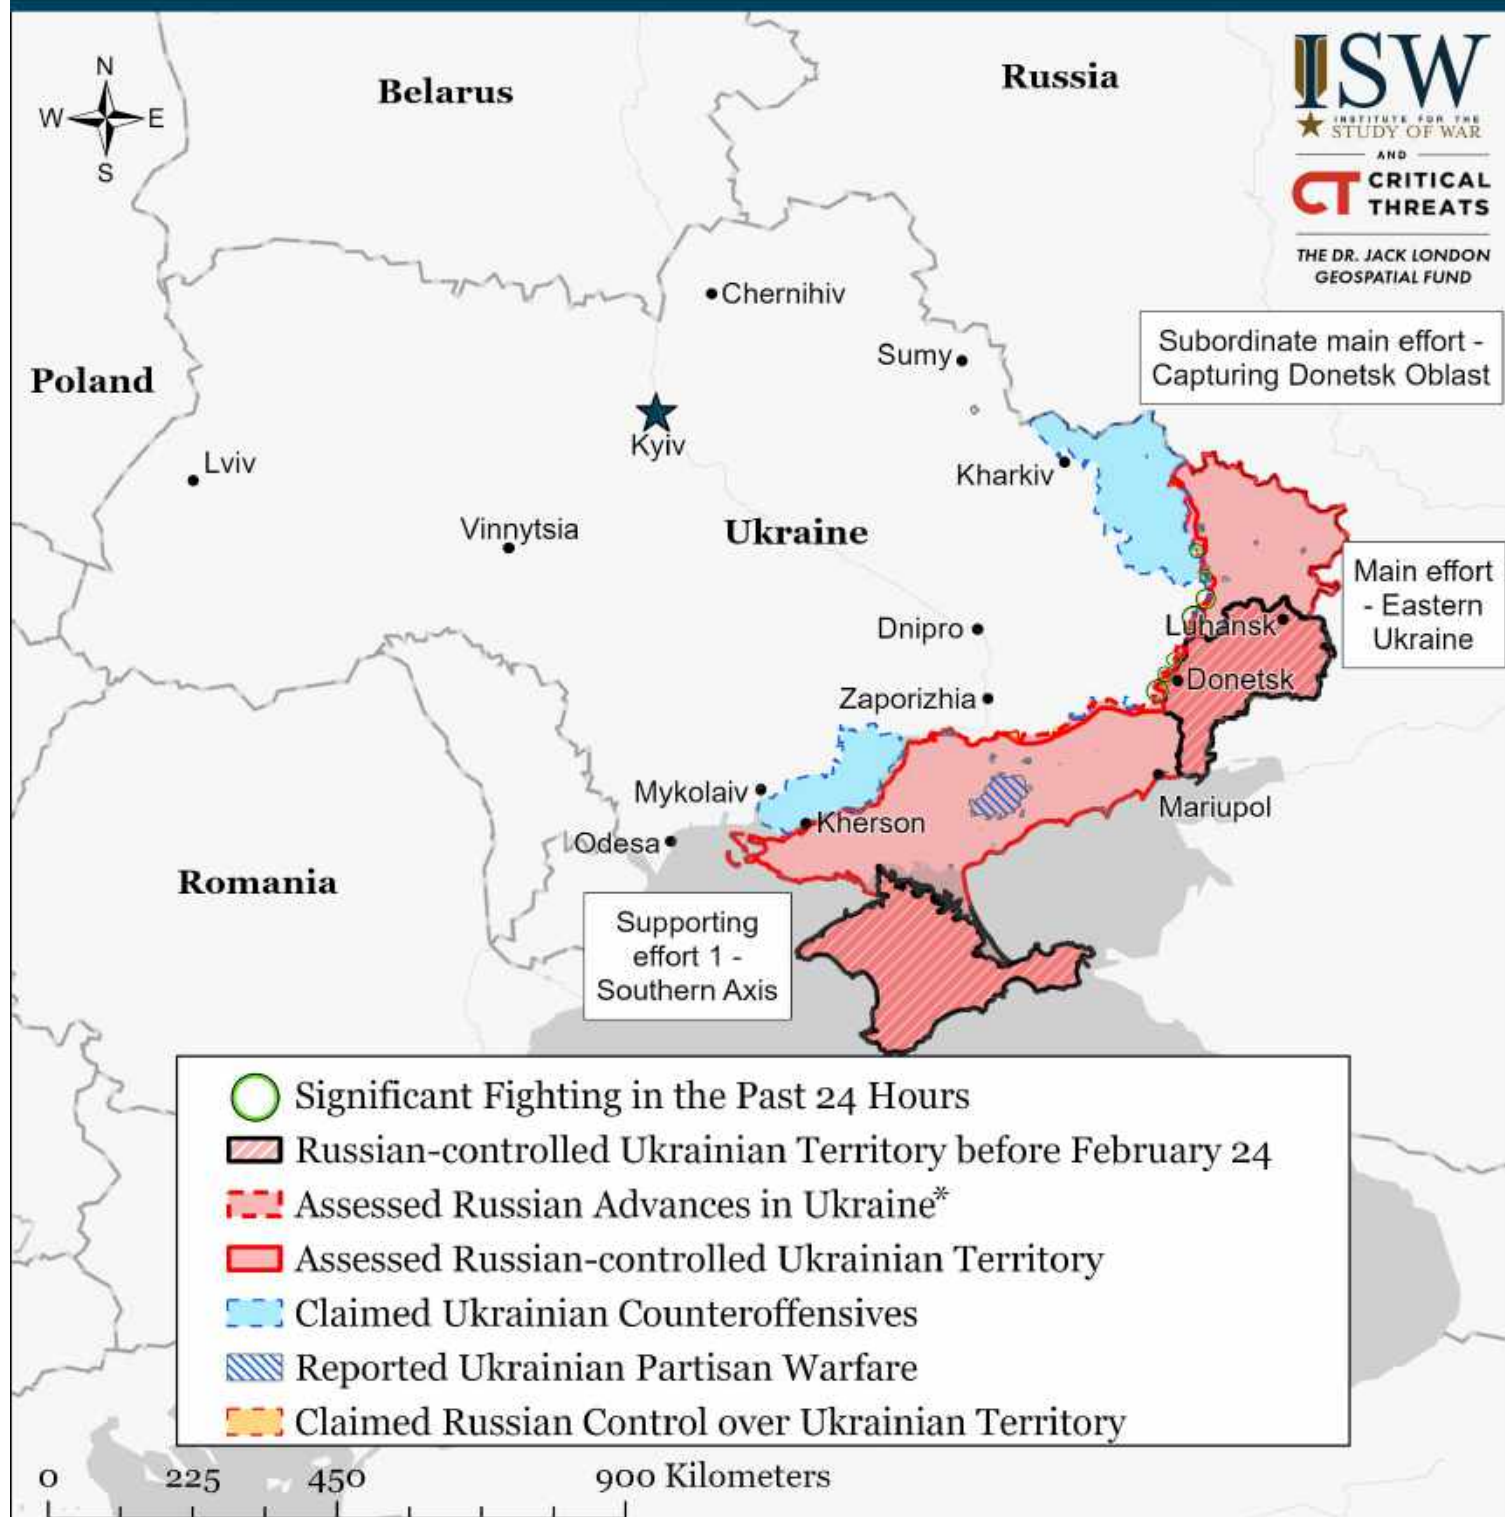 N
W E
S
Belarus
Russia
ISW
INSTITUTE FOR THE
STUDY OF WAR
AND
CT CRITICAL
THREATS
THE DR. JACK LONDON
GEOSPATIAL FUND
Chernihiv
Subordinate main effort -
Capturing Donetsk Oblast
Sumy
Poland
Kyiv
Lviv
Kharkiv
Vinnytsia
Ukraine
Main effort
- Eastern
Ukraine
Dnipro
Luhansk
Donetsk
Zaporizhia
Mykolaiv
Mariupol
Kherson
Odesa
Romania
Supporting
effort 1 -
Southern Axis
Significant Fighting in the Past 24 Hours
Russian-controlled Ukrainian Territory before February 24
Assessed Russian Advances in Ukraine*
Assessed Russian-controlled Ukrainian Territory
Claimed Ukrainian Counteroffensives
Reported Ukrainian Partisan Warfare
Claimed Russian Control over Ukrainian Territory
0 225 450 900 Kilometers